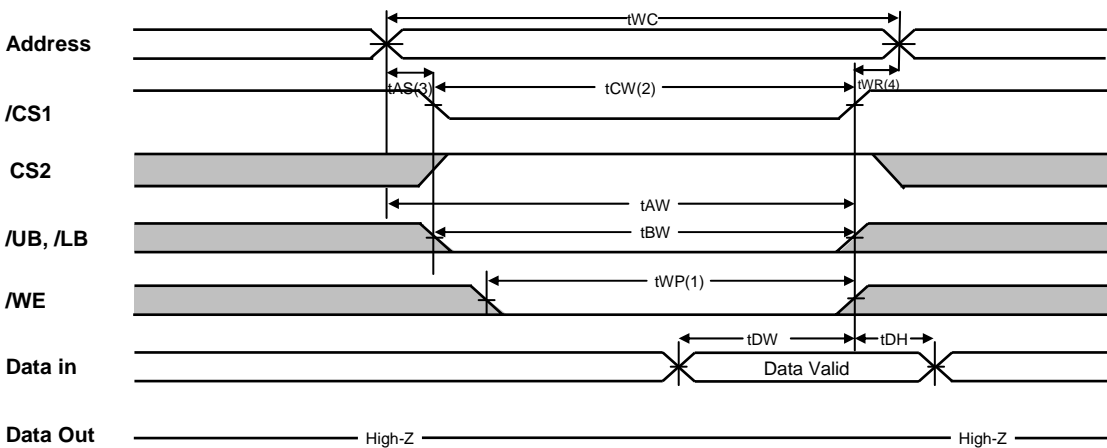 tWC
Address
tAS(3) tCW(2) tWR(4)
/CS1
CS2
tAW
/UB, /LB tBW
tWP(1)
/WE
tDW tDH
Data in Data Valid
Data Out High-Z High-Z